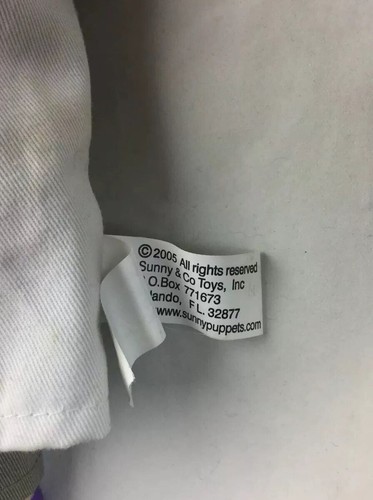 © 2005 All rights reserved
Sunny & Co Toys, Inc
O.Box 771673
lando, FL. 32877
www.sunnypuppets.com